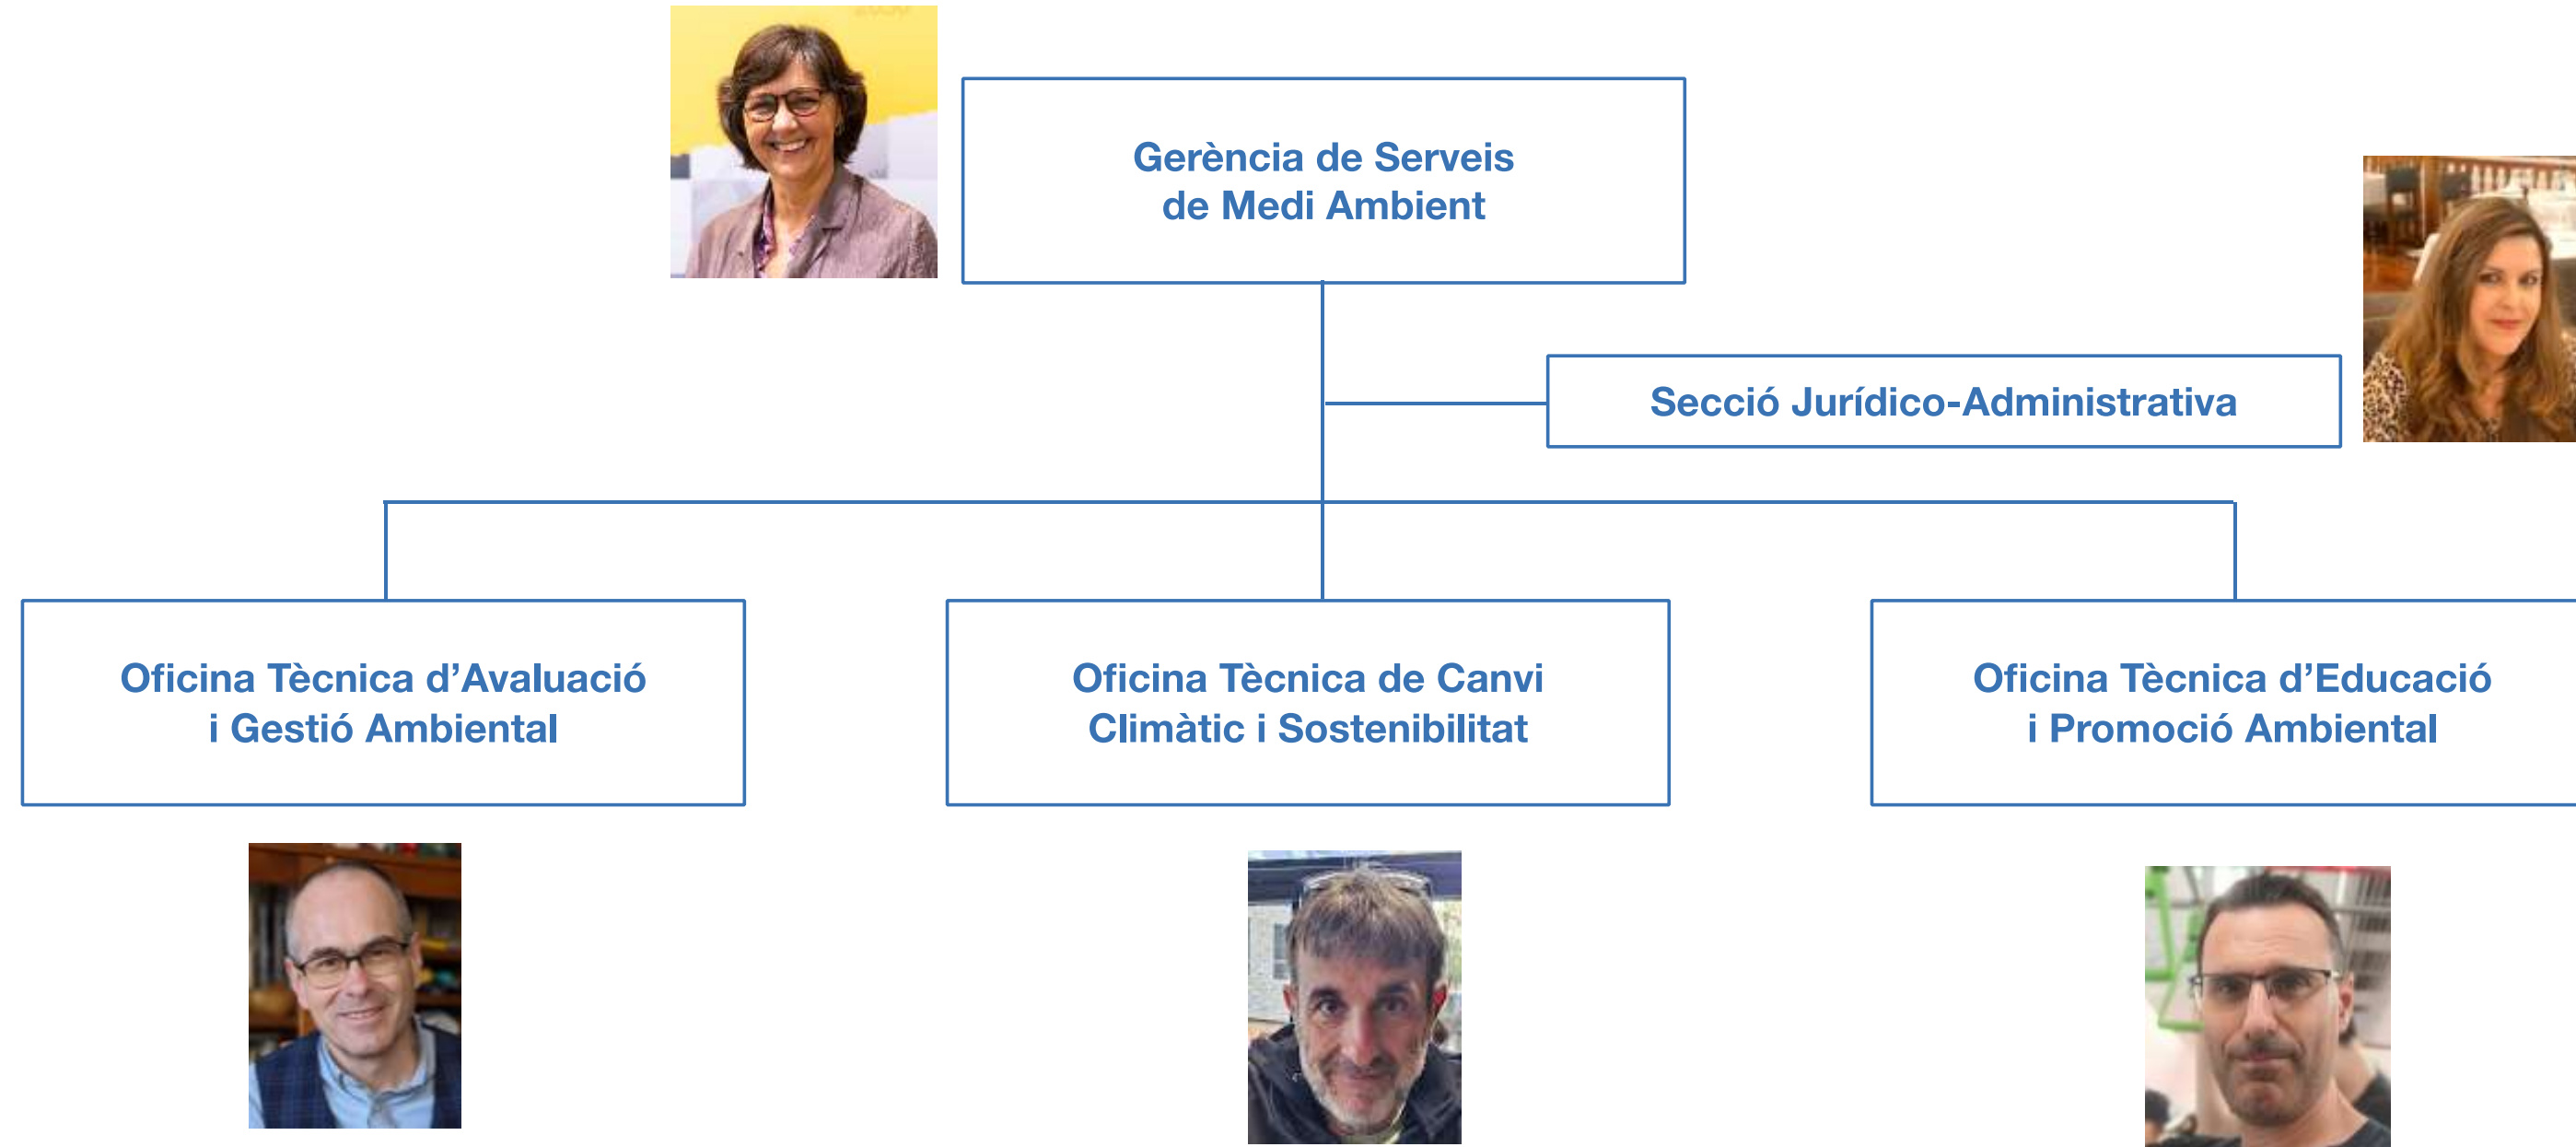 Gerència de Serveis
de Medi Ambient
Secció Jurídico-Administrativa
Oficina Tècnica d’Avaluació
i Gestió Ambiental
Oficina Tècnica de Canvi
Climàtic i Sostenibilitat
Oficina Tècnica d’Educació
i Promoció Ambiental